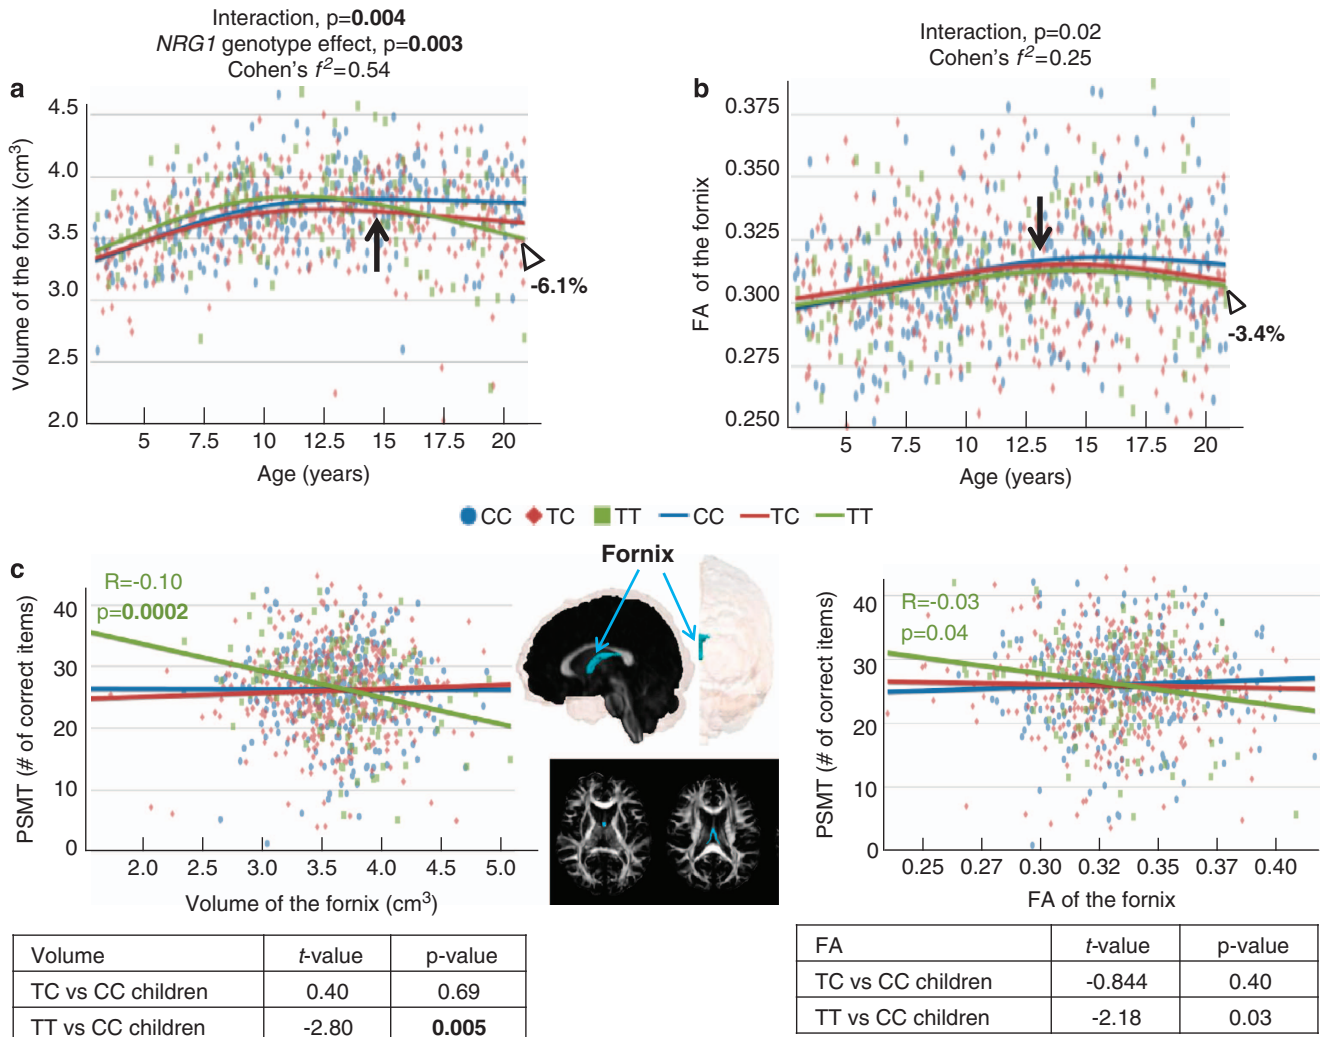 Interaction, p=0.004
NRG1 genotype effect, p=0.003
Cohen's f²=0.54
a
Volume of the fornix (cm³)
4.5
4.0
3.5
3.0
2.5
2.0
-6.1%
5 7.5 10 12.5 15 17.5 20
Age (years)
Interaction, p=0.02
Cohen's f²=0.25
b
FA of the fornix
0.375
0.350
0.325
0.300
0.275
0.250
-3.4%
5 7.5 10 12.5 15 17.5 20
Age (years)
CC TC TT CC TC TT
c
R=-0.10
p=0.0002
PSMT (# of correct items)
40
30
20
10
0
2.0 2.5 3.0 3.5 4.0 4.5 5.0
Volume of the fornix (cm³)
Fornix
R=-0.03
p=0.04
PSMT (# of correct items)
40
30
20
10
0
0.25 0.27 0.30 0.32 0.35 0.37 0.40
FA of the fornix
Volume t-value p-value
TC vs CC children 0.40 0.69
TT vs CC children -2.80 0.005
FA t-value p-value
TC vs CC children -0.844 0.40
TT vs CC children -2.18 0.03